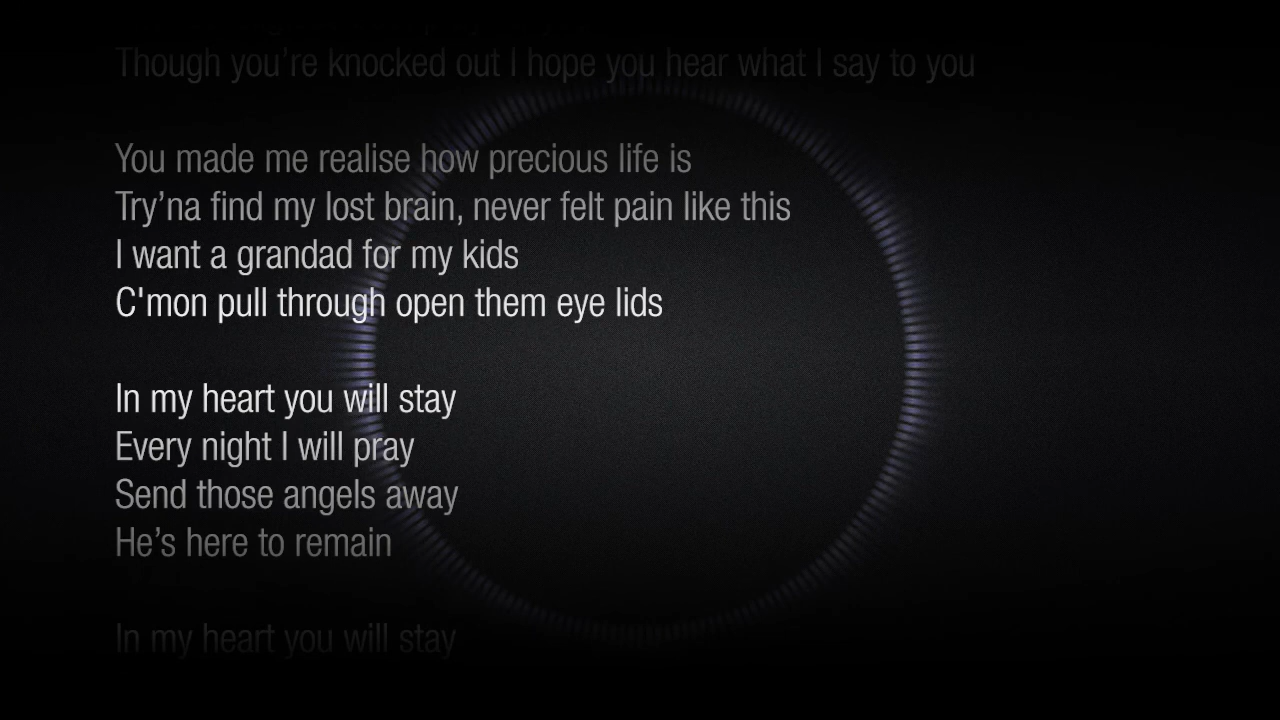 Though you’re knocked out I hope you hear what I say to you
You made me realise how precious life is
Try’na find my lost brain, never felt pain like this
I want a grandad for my kids
C'mon pull through open them eye lids
In my heart you will stay
Every night I will pray
Send those angels away
He’s here to remain
In my heart you will stay